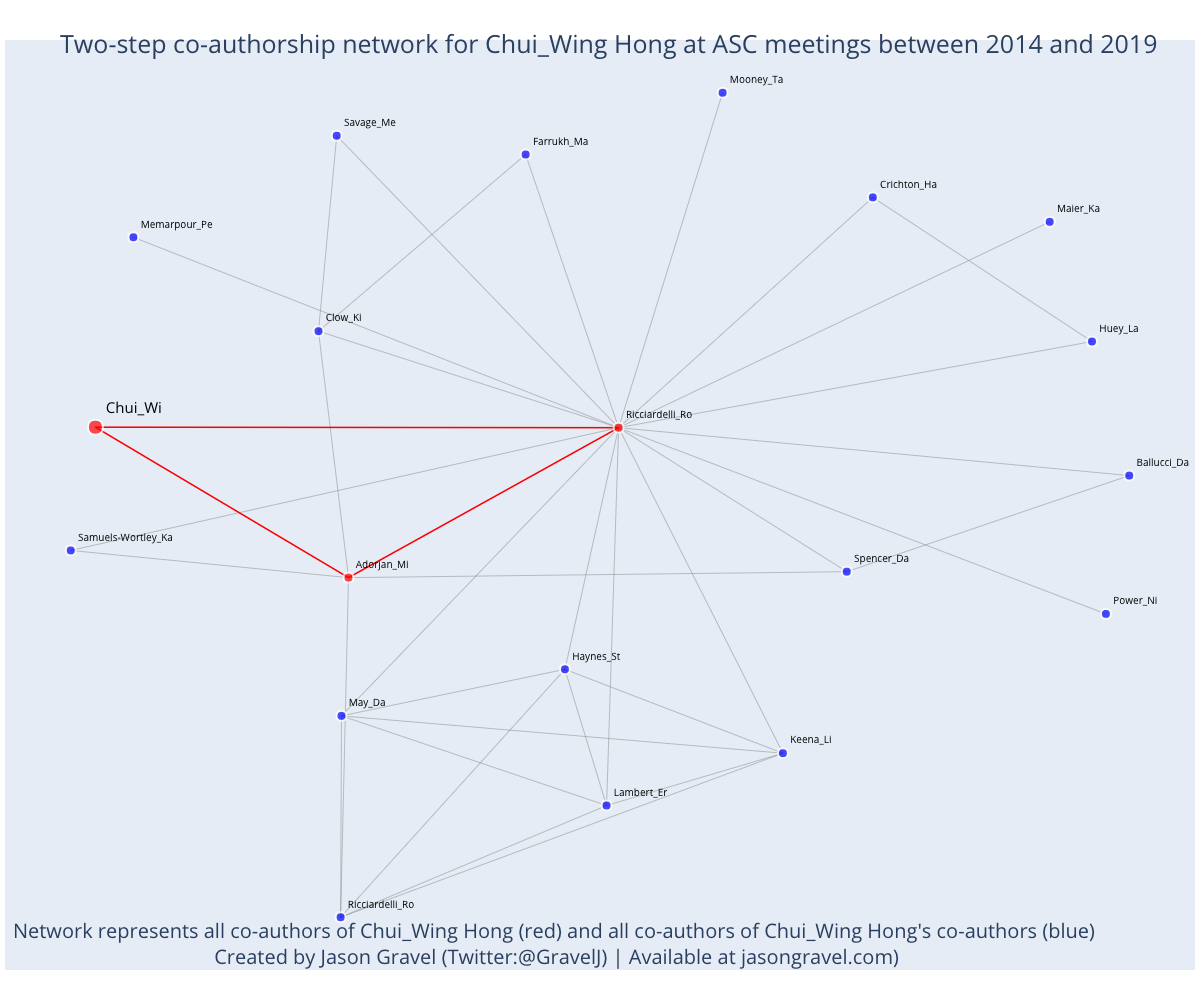 Two-step co-authorship network for Chui_Wing Hong at ASC meetings between 2014 and 2019
Mooney_Ta
Savage_Me
Farrukh_Ma
Crichton_Ha
Maier_Ka
Memarpour_Pe
Clow_Ki
Huey_La
Chui_Wi
Ricciardelli_Ro
Ballucci_Da
Samuels-Wortley_Ka
Adorjan_Mi
Spencer_Da
Power_Ni
Haynes_St
May_Da
Keena_Li
Lambert_Er
Ricciardelli_Ro
Network represents all co-authors of Chui_Wing Hong (red) and all co-authors of Chui_Wing Hong's co-authors (blue)
Created by Jason Gravel (Twitter:@GravelJ) | Available at jasongravel.com)